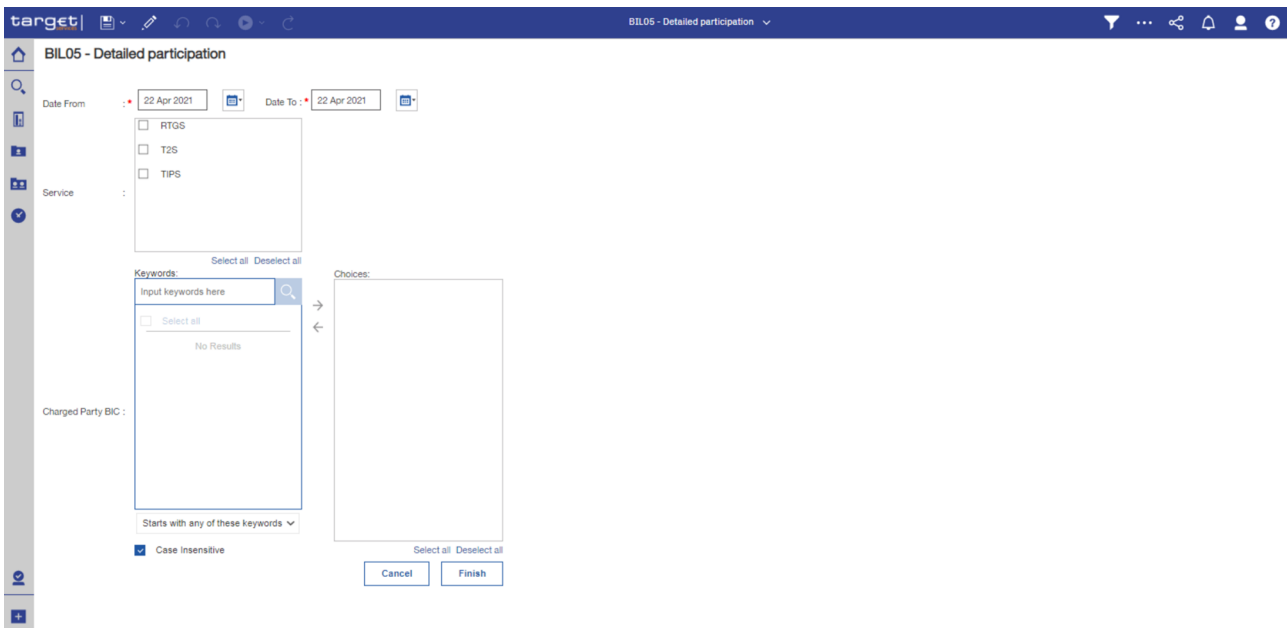 target|
BIL05 - Detailed participation
BIL05 - Detailed participation
Date From : * 22 Apr 2021 Date To : * 22 Apr 2021
RTGS
T2S
TIPS
Service :
Select all Deselect all
Keywords: Choices:
Input keywords here
Select all
No Results
Charged Party BIC :
Starts with any of these keywords
Case Insensitive
Select all Deselect all
Cancel Finish